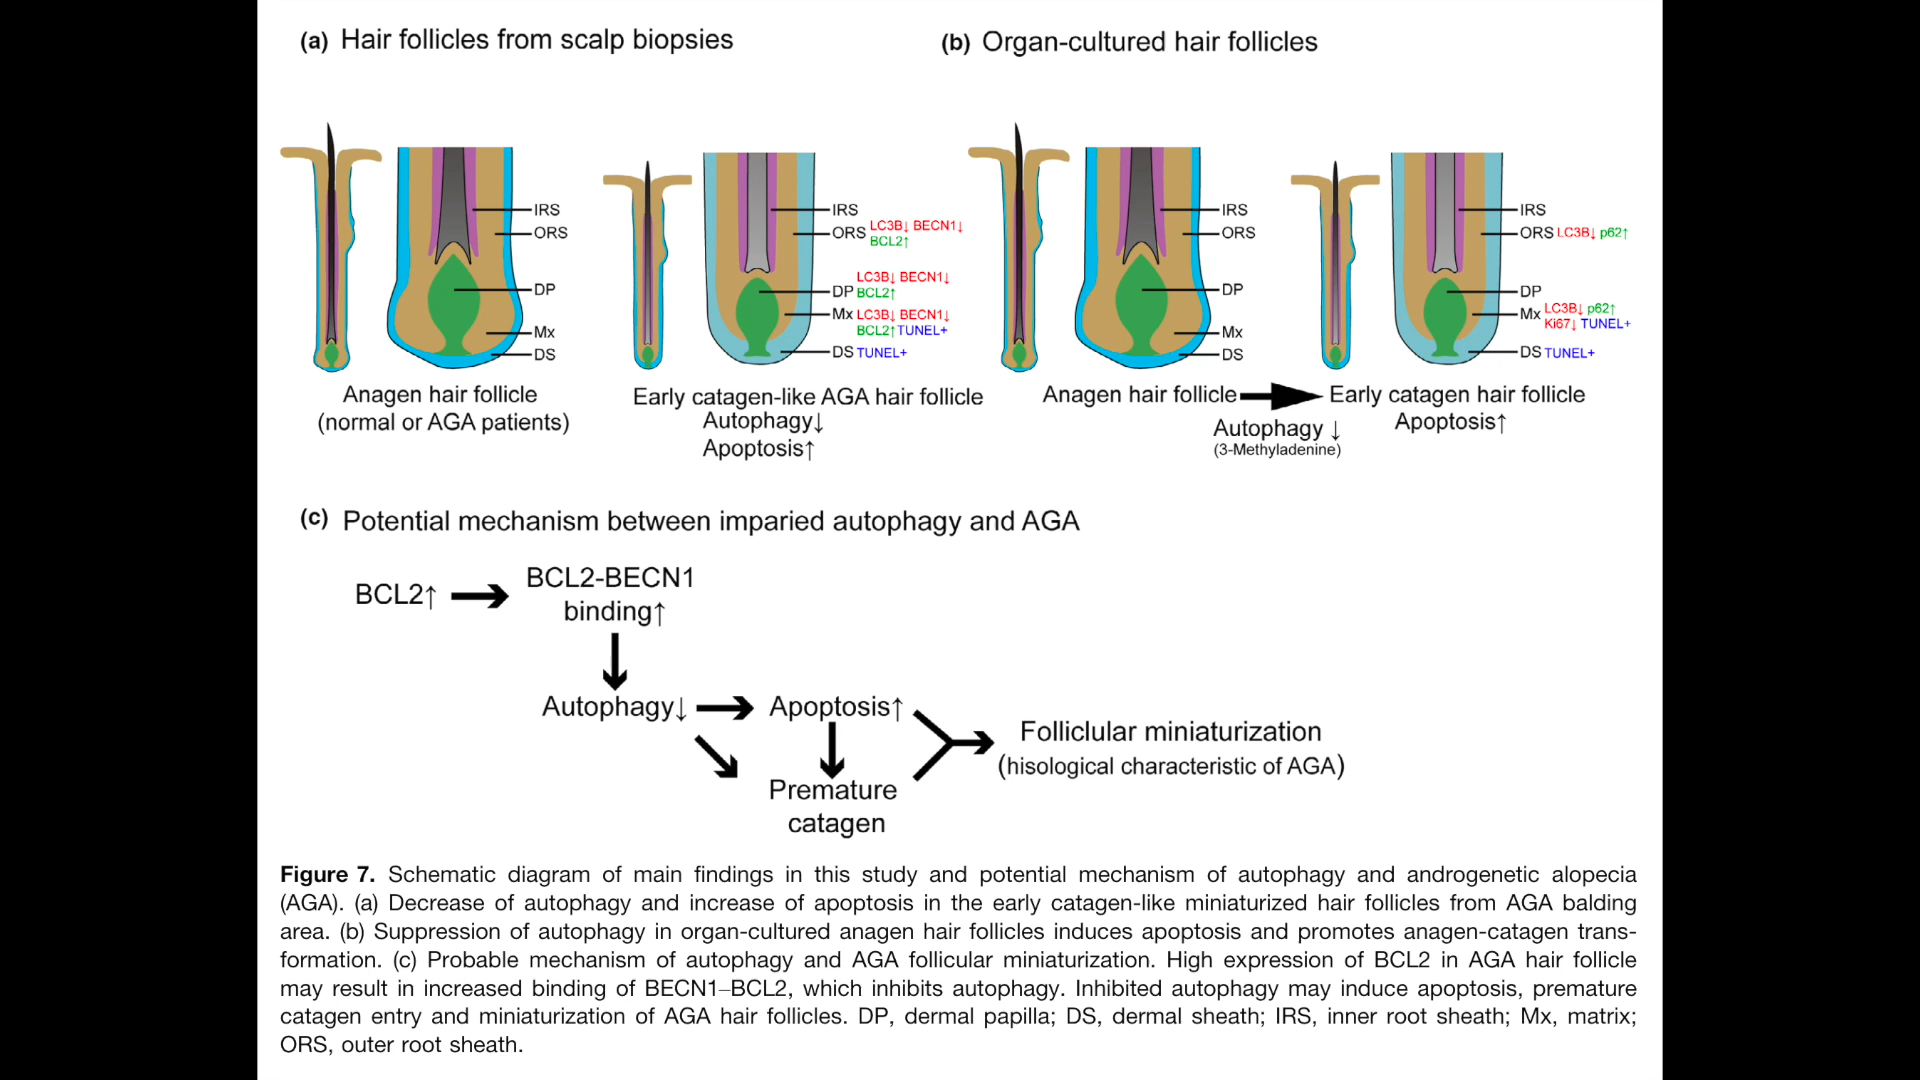 (a) Hair follicles from scalp biopsies
IRS
ORS
DP
Mx
DS
Anagen hair follicle
(normal or AGA patients)
IRS
ORS LC3B↓ BECN1↓
BCL2↑
LC3B↓ BECN1↓
DP BCL2↑
Mx LC3B↓ BECN1↓
BCL2↑ TUNEL+
DS TUNEL+
Early catagen-like AGA hair follicle
Autophagy↓
Apoptosis↑
(b) Organ-cultured hair follicles
IRS
ORS
DP
Mx
DS
Anagen hair follicle
Autophagy ↓
(3-Methyladenine)
IRS
ORS LC3B↓ p62↑
DP
Mx LC3B↓ p62↑
Ki67↓ TUNEL+
DS TUNEL+
Early catagen hair follicle
Apoptosis↑
(c) Potential mechanism between imparied autophagy and AGA
BCL2↑
BCL2-BECN1
binding↑
Autophagy↓
Apoptosis↑
Premature
catagen
Folliclular miniaturization
(hisological characteristic of AGA)
Figure 7. Schematic diagram of main findings in this study and potential mechanism of autophagy and androgenetic alopecia
(AGA). (a) Decrease of autophagy and increase of apoptosis in the early catagen-like miniaturized hair follicles from AGA balding
area. (b) Suppression of autophagy in organ-cultured anagen hair follicles induces apoptosis and promotes anagen-catagen trans-
formation. (c) Probable mechanism of autophagy and AGA follicular miniaturization. High expression of BCL2 in AGA hair follicle
may result in increased binding of BECN1–BCL2, which inhibits autophagy. Inhibited autophagy may induce apoptosis, premature
catagen entry and miniaturization of AGA hair follicles. DP, dermal papilla; DS, dermal sheath; IRS, inner root sheath; Mx, matrix;
ORS, outer root sheath.